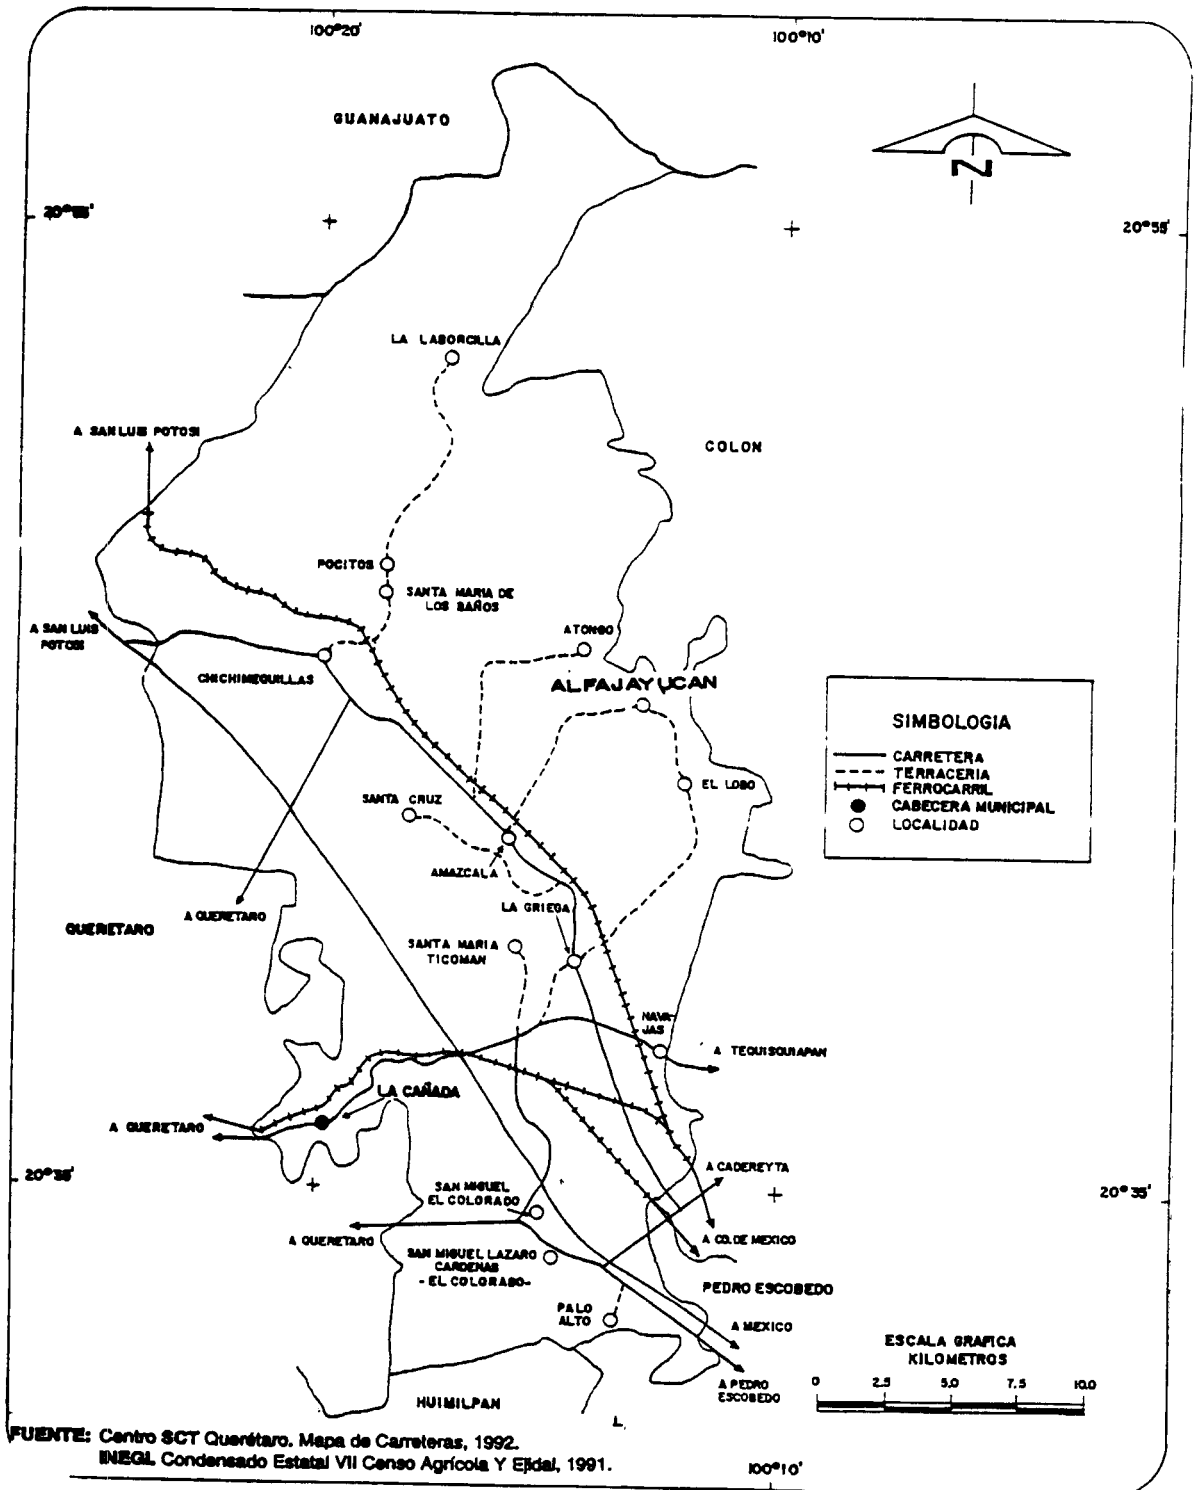 100°20'
100°10'
GUANAJUATO
N
20°55'
20°55'
LA LABORCILLA
A SAN LUIS POTOSI
COLON
POCITOS
SANTA MARIA DE
LOS BAÑOS
A SAN LUIS
POTOSI
ATONGO
CHICHIMEQUILLAS
ALFAJAYUCAN
SIMBOLOGIA
CARRETERA
TERRACERIA
FERROCARRIL
CABECERA MUNICIPAL
LOCALIDAD
EL LOBO
SANTA CRUZ
AMAZCALA
LA GRIEGA
A QUERETARO
QUERETARO
SANTA MARIA
TICOMAN
NAVA-
JAS
A TEQUISQUIAPAN
LA CAÑADA
A QUERETARO
20°35'
A CADEREYTA
20°35'
SAN MIGUEL
EL COLORADO
A QUERETARO
A CD. DE MEXICO
SAN MIGUEL LAZARO
CARDENAS
- EL COLORADO -
PEDRO ESCOBEDO
PALO
ALTO
A MEXICO
ESCALA GRAFICA
KILOMETROS
0 2.5 5.0 7.5 10.0
A PEDRO
ESCOBEDO
HUIMILPAN
FUENTE: Centro SCT Querétaro. Mapa de Carreteras, 1992.
INEGI. Condensado Estatal VII Censo Agrícola Y Ejidal, 1991.
100°10'